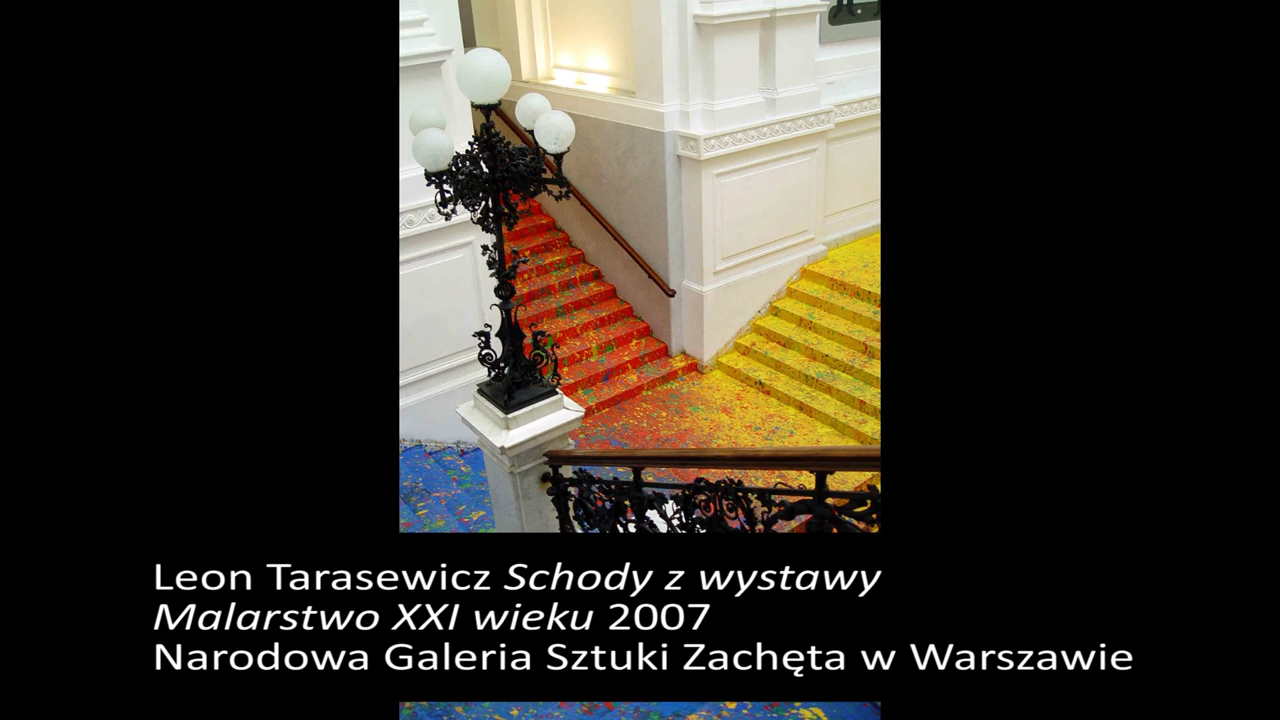 Leon Tarasewicz Schody z wystawy
Malarstwo XXI wieku 2007
Narodowa Galeria Sztuki Zachęta w Warszawie